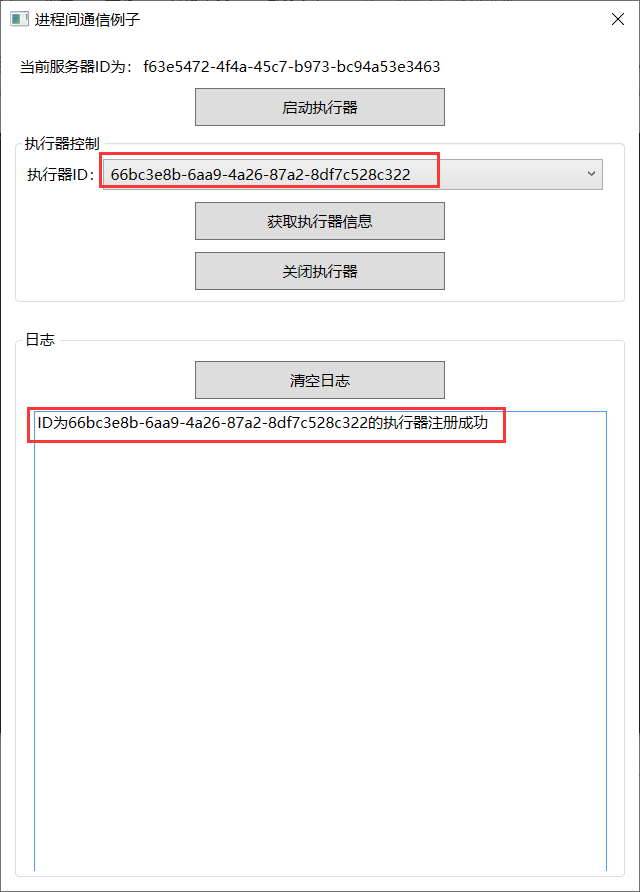 进程间通信例子
当前服务器ID为： f63e5472-4f4a-45c7-b973-bc94a53e3463
启动执行器
执行器控制
执行器ID： 66bc3e8b-6aa9-4a26-87a2-8df7c528c322
获取执行器信息
关闭执行器
日志
清空日志
ID为66bc3e8b-6aa9-4a26-87a2-8df7c528c322的执行器注册成功